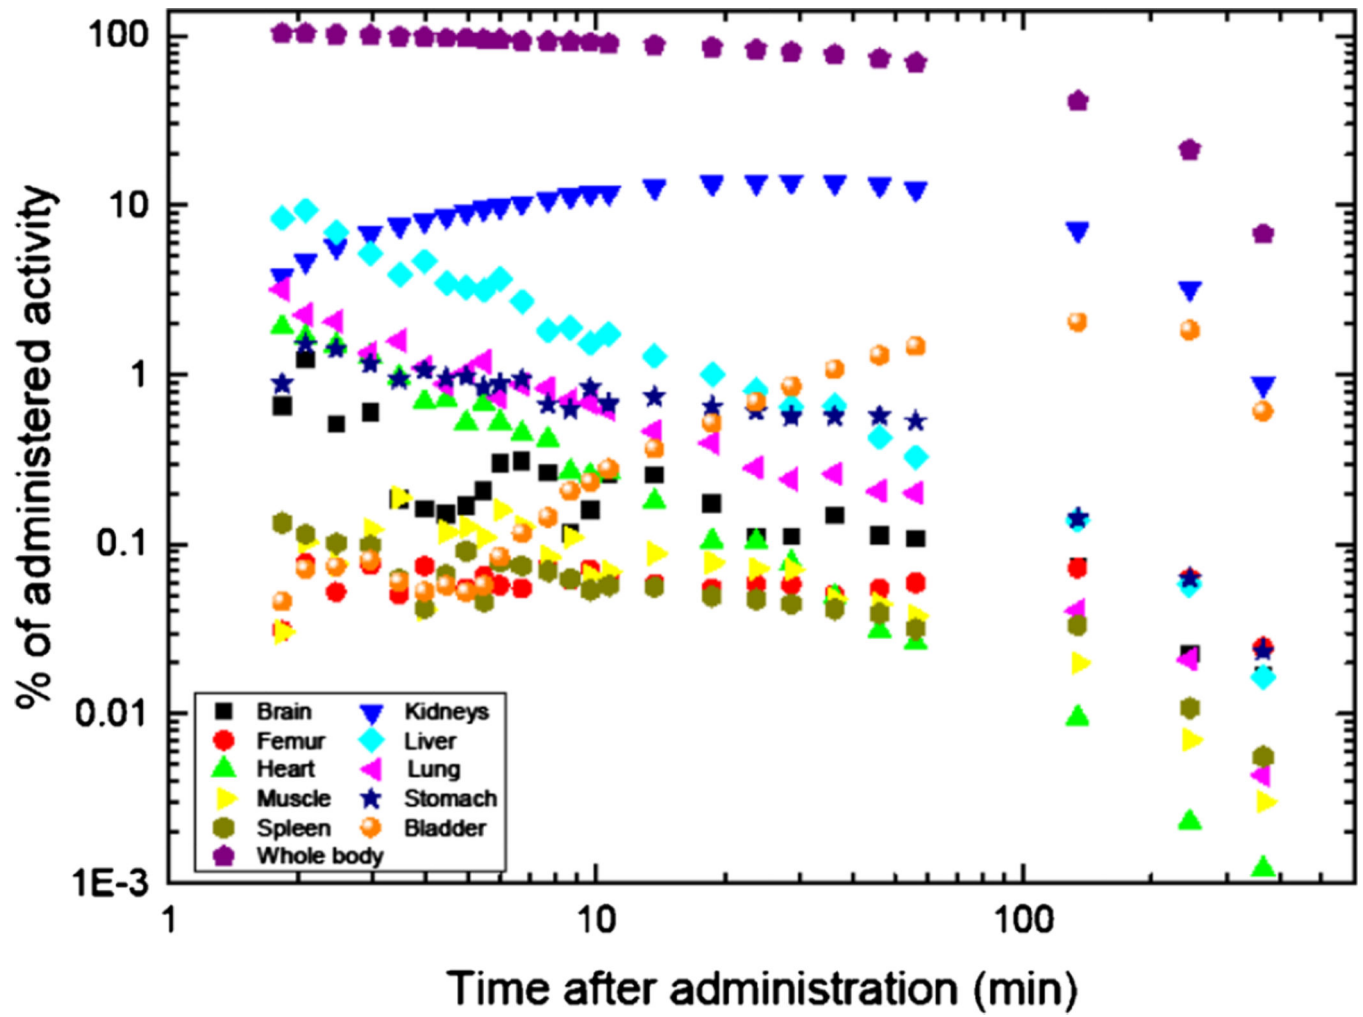 100
10
1
0.1
0.01
1E-3
% of administered activity
Brain Kidneys
Femur Liver
Heart Lung
Muscle Stomach
Spleen Bladder
Whole body
1 10 100
Time after administration (min)